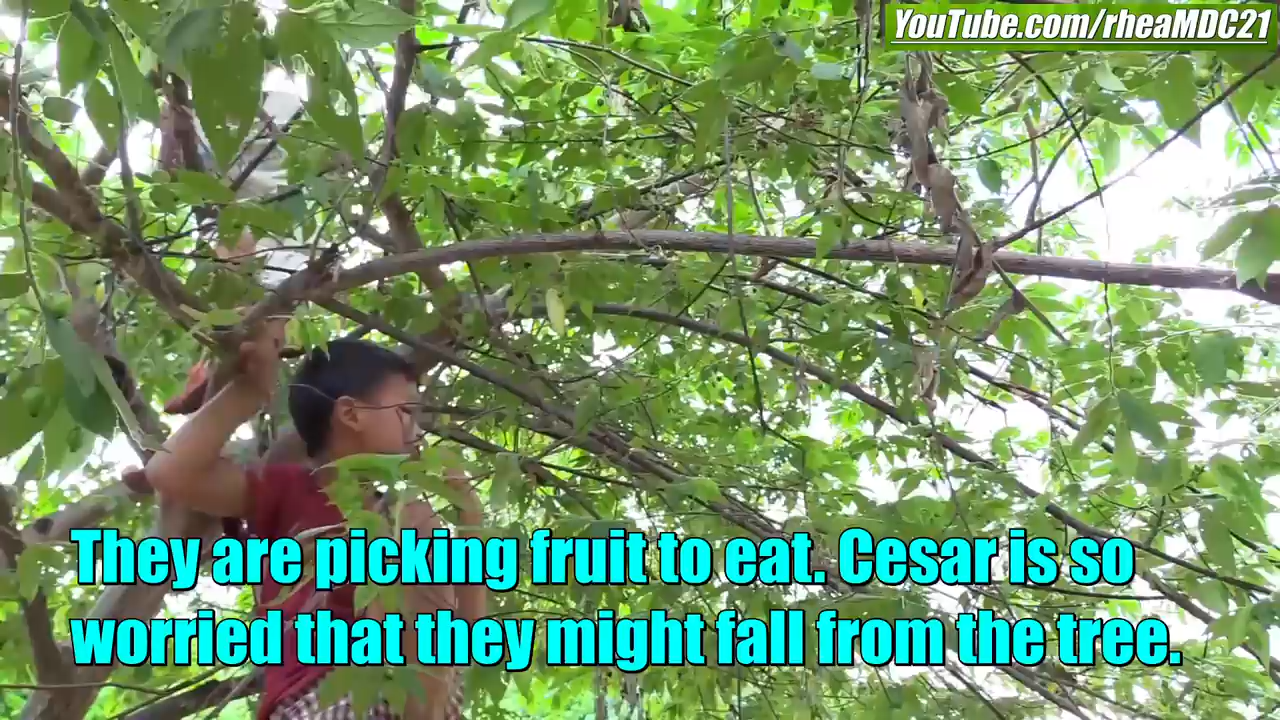 YouTube.com/rheaMDC21
They are picking fruit to eat. Cesar is so
worried that they might fall from the tree.